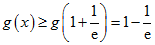 g(x) ≥ g(1 + 1/e) = 1 − 1/e